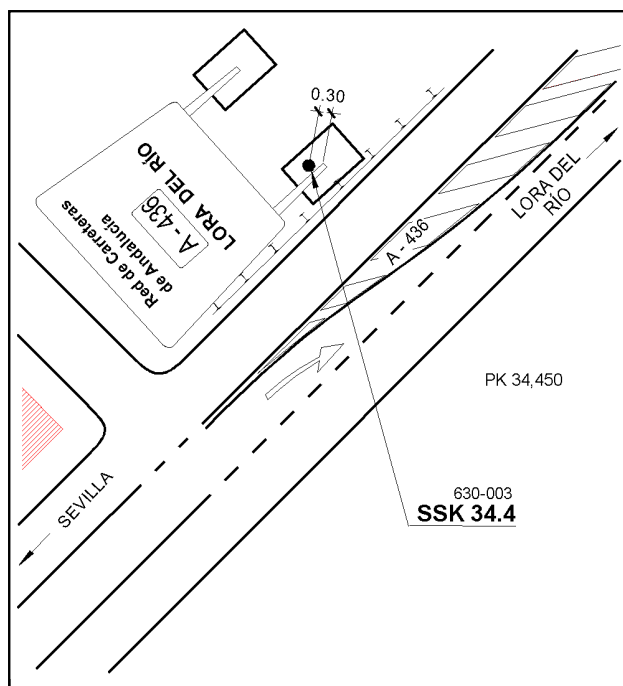 0.30
Red de Carreteras
de Andalucía
A - 436
LORA DEL RÍO
LORA DEL
RÍO
A - 436
PK 34,450
630-003
SSK 34.4
SEVILLA